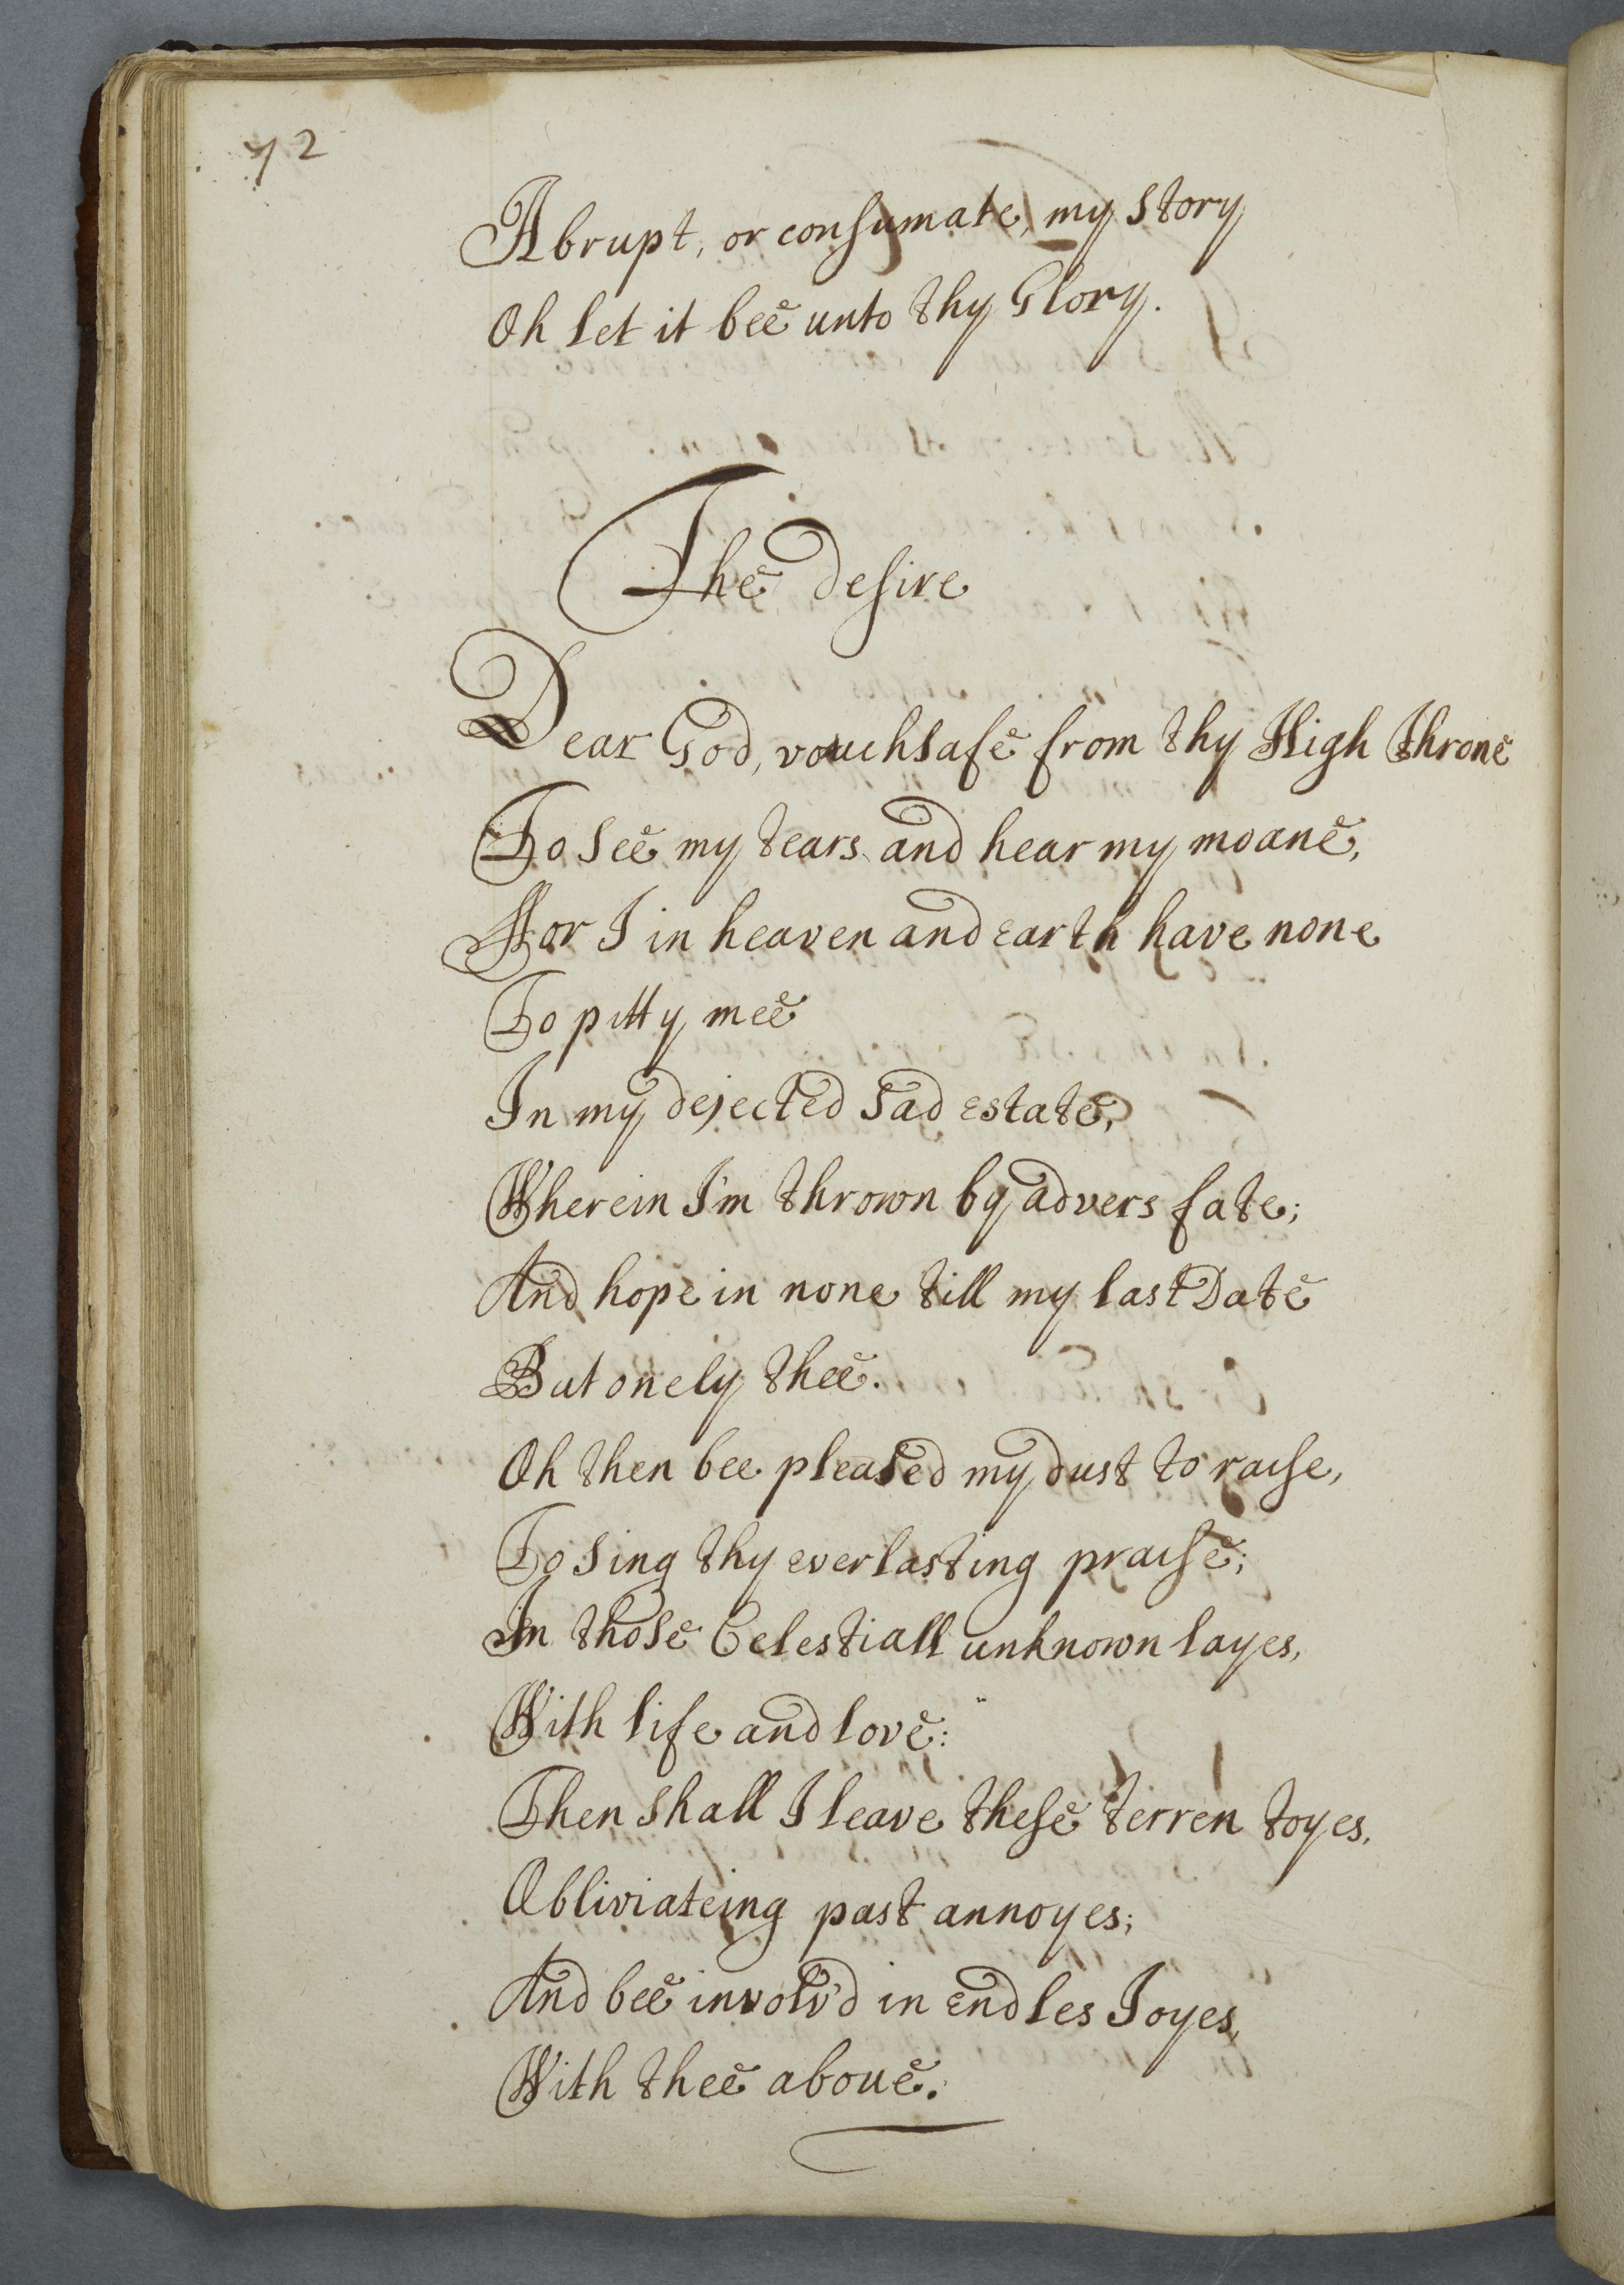 72
Abrupt, or consumate, my story
Oh let it bee unto thy Glory.
The desire
Dear God, vouchsafe from thy High Throne
To see my tears and hear my moane,
For I in heaven and earth have none
To pitty mee
In my dejected sad estate,
Wherein I'm thrown by advers fate;
And hope in none till my last Date
But onely thee.
Oh then bee pleased my dust to raise,
To sing thy everlasting praise;
In those Celestiall unknown layes,
With life and love:
Then shall I leave these terren toyes,
Obliviateing past annoyes;
And bee involv'd in endles Joyes,
With thee aboue.